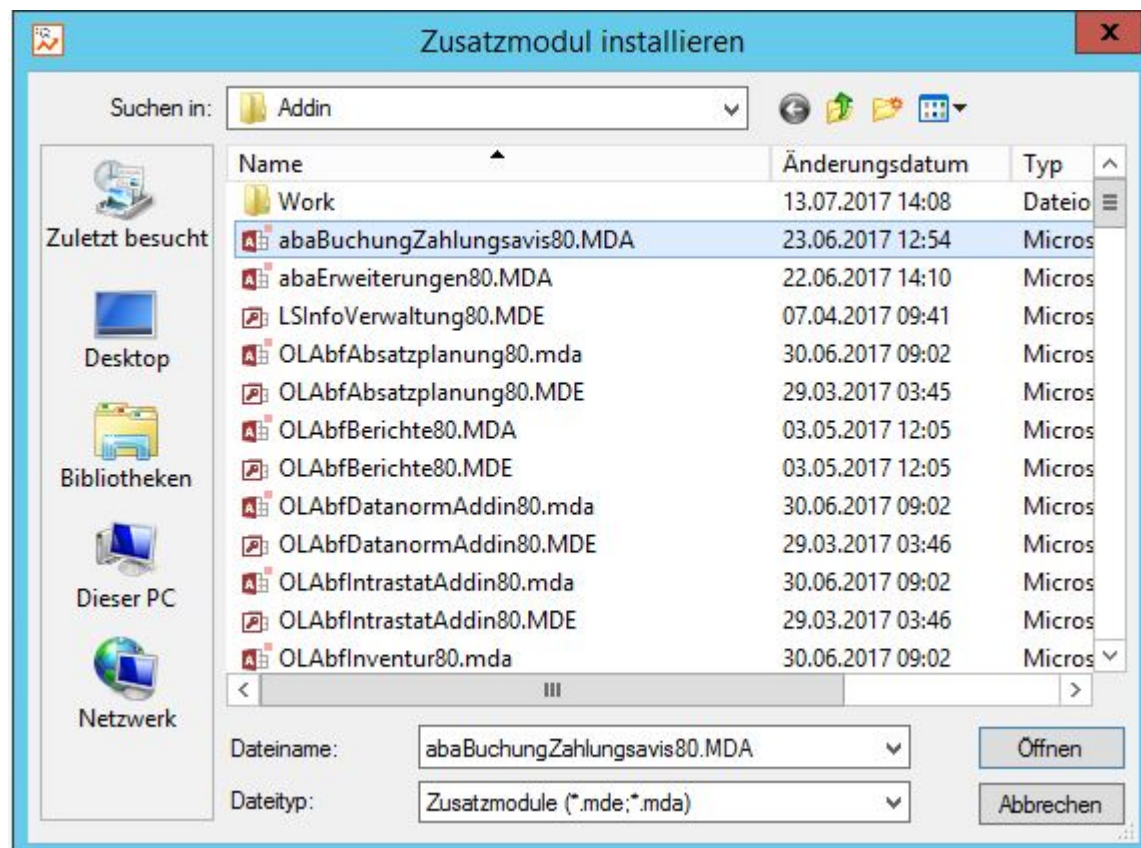 Zusatzmodul installieren
x
Suchen in: Addin
Name Änderungsdatum Typ
Work 13.07.2017 14:08 Dateio
abaBuchungZahlungsavis80.MDA 23.06.2017 12:54 Micros
abaErweiterungen80.MDA 22.06.2017 14:10 Micros
LSInfoVerwaltung80.MDE 07.04.2017 09:41 Micros
OLAbfAbsatzplanung80.mda 30.06.2017 09:02 Micros
OLAbfAbsatzplanung80.MDE 29.03.2017 03:45 Micros
OLAbfBerichte80.MDA 03.05.2017 12:05 Micros
OLAbfBerichte80.MDE 03.05.2017 12:05 Micros
OLAbfDatanormAddin80.mda 30.06.2017 09:02 Micros
OLAbfDatanormAddin80.MDE 29.03.2017 03:46 Micros
OLAbfIntrastatAddin80.mda 30.06.2017 09:02 Micros
OLAbfIntrastatAddin80.MDE 29.03.2017 03:46 Micros
OLAbfInventur80.mda 30.06.2017 09:02 Micros
Zuletzt besucht
Desktop
Bibliotheken
Dieser PC
Netzwerk
Dateiname: abaBuchungZahlungsavis80.MDA Öffnen
Dateityp: Zusatzmodule (*.mde;*.mda) Abbrechen